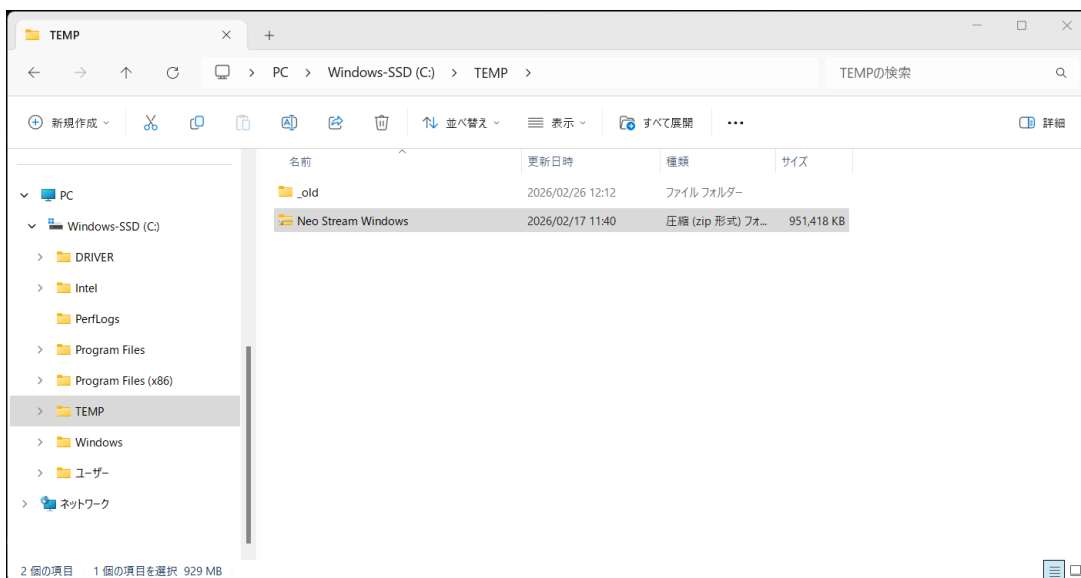 TEMP
PC > Windows-SSD (C:) > TEMP >
TEMPの検索
新規作成
並べ替え
表示
すべて展開
詳細
名前 更新日時 種類 サイズ
_old 2026/02/26 12:12 ファイル フォルダー
Neo Stream Windows 2026/02/17 11:40 圧縮 (zip 形式) フォ... 951,418 KB
PC
Windows-SSD (C:)
DRIVER
Intel
PerfLogs
Program Files
Program Files (x86)
TEMP
Windows
ユーザー
ネットワーク
2 個の項目 1 個の項目を選択 929 MB